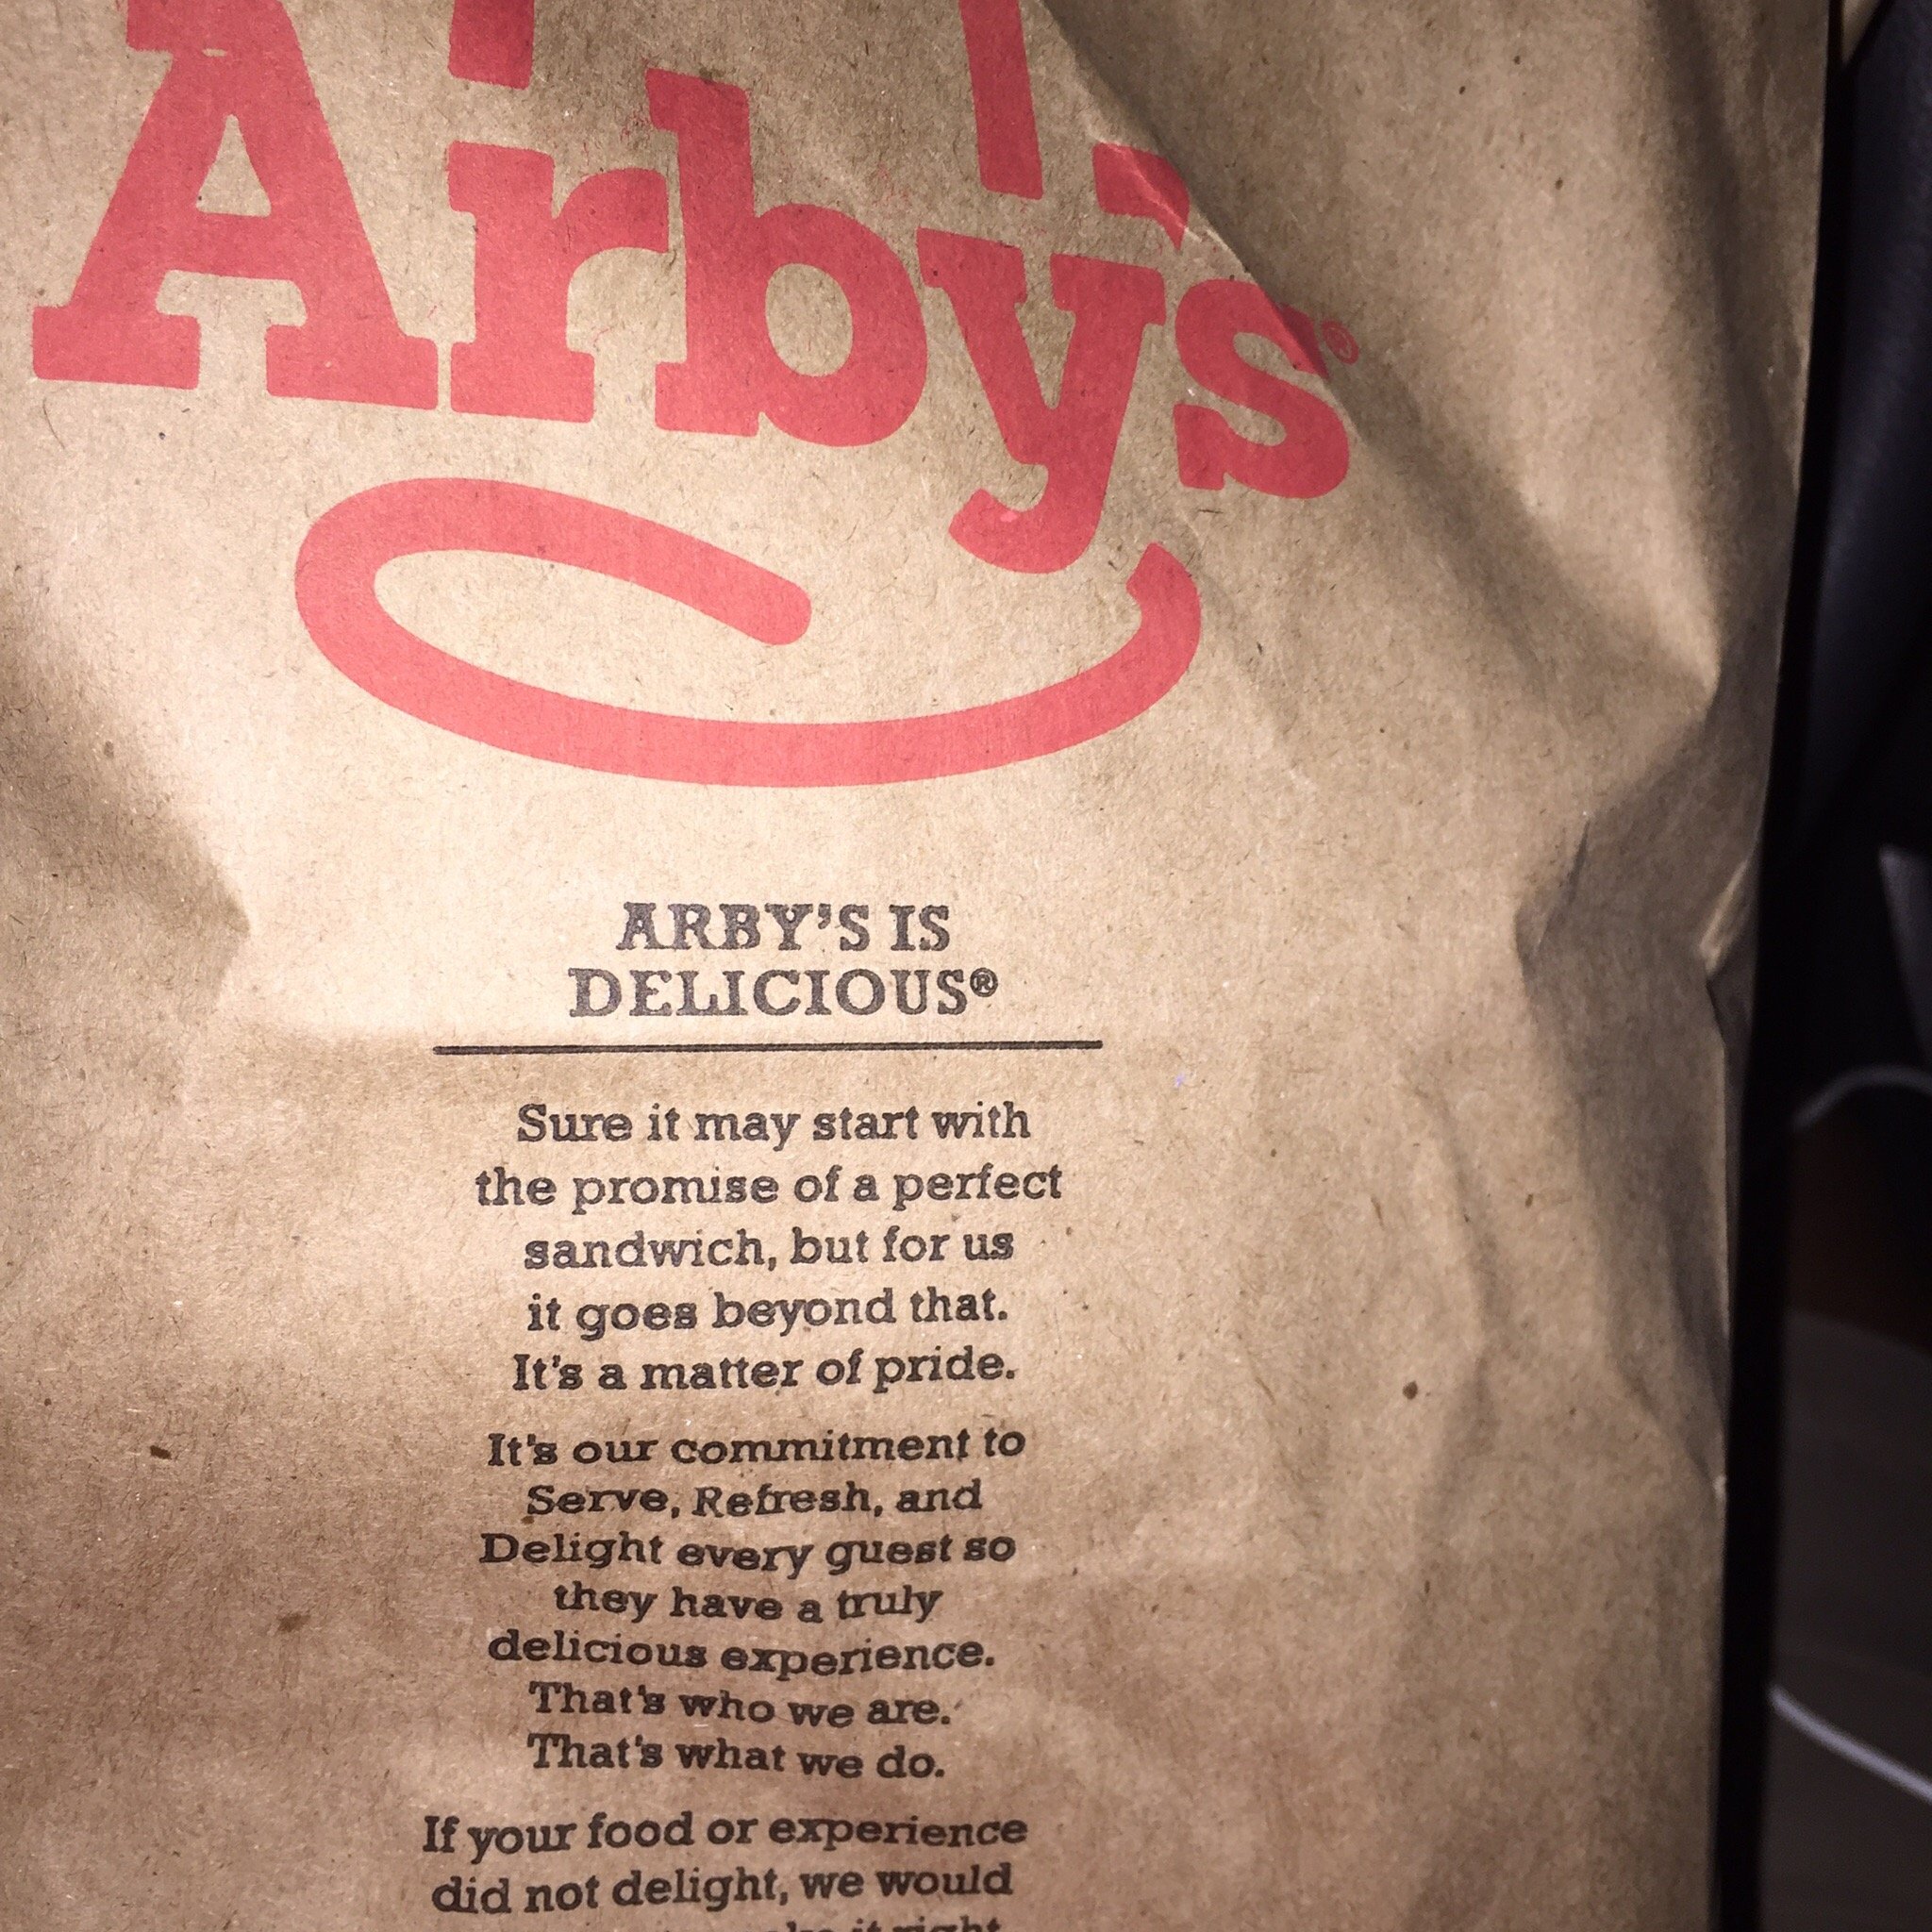 Arby's®
ARBY'S IS
DELICIOUS®
Sure it may start with
the promise of a perfect
sandwich, but for us
it goes beyond that.
It's a matter of pride.
It's our commitment to
Serve, Refresh, and
Delight every guest so
they have a truly
delicious experience.
That's who we are.
That's what we do.
If your food or experience
did not delight, we would
it right